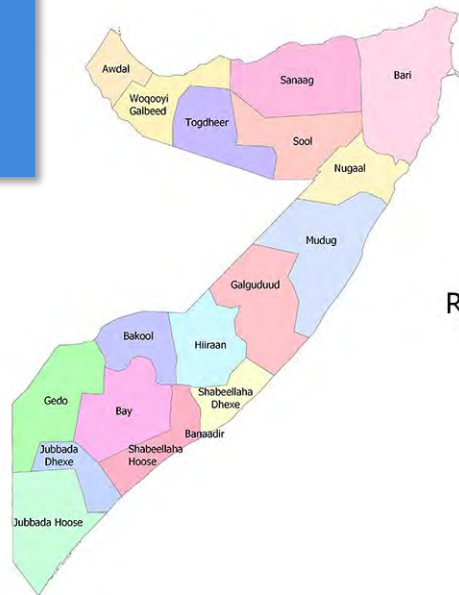 Awdal
Woqooyi
Galbeed
Togdheer
Sanaag
Bari
Sool
Nugaal
Mudug
Galguduud
Hiiraan
Bakool
Shabeellaha
Dhexe
Gedo
Bay
Banaadir
Shabeellaha
Hoose
Jubbada
Dhexe
Jubbada Hoose
R